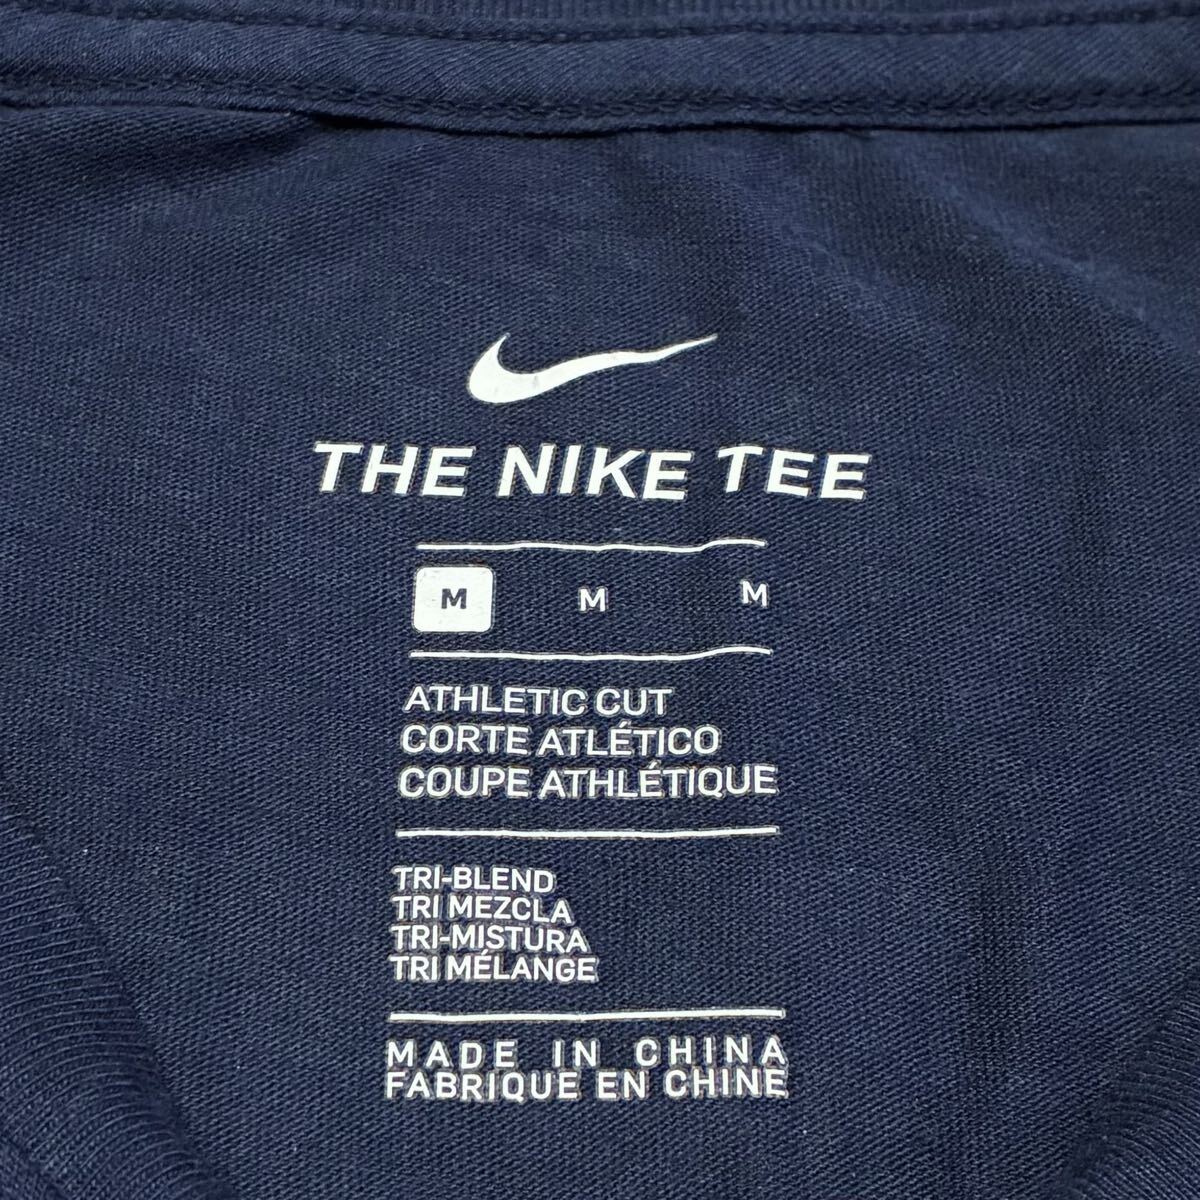 THE NIKE TEE
M M M
ATHLETIC CUT
CORTE ATLÉTICO
COUPE ATHLÉTIQUE
TRI-BLEND
TRI MEZCLA
TRI-MISTURA
TRI MÉLANGE
MADE IN CHINA
FABRIQUE EN CHINE